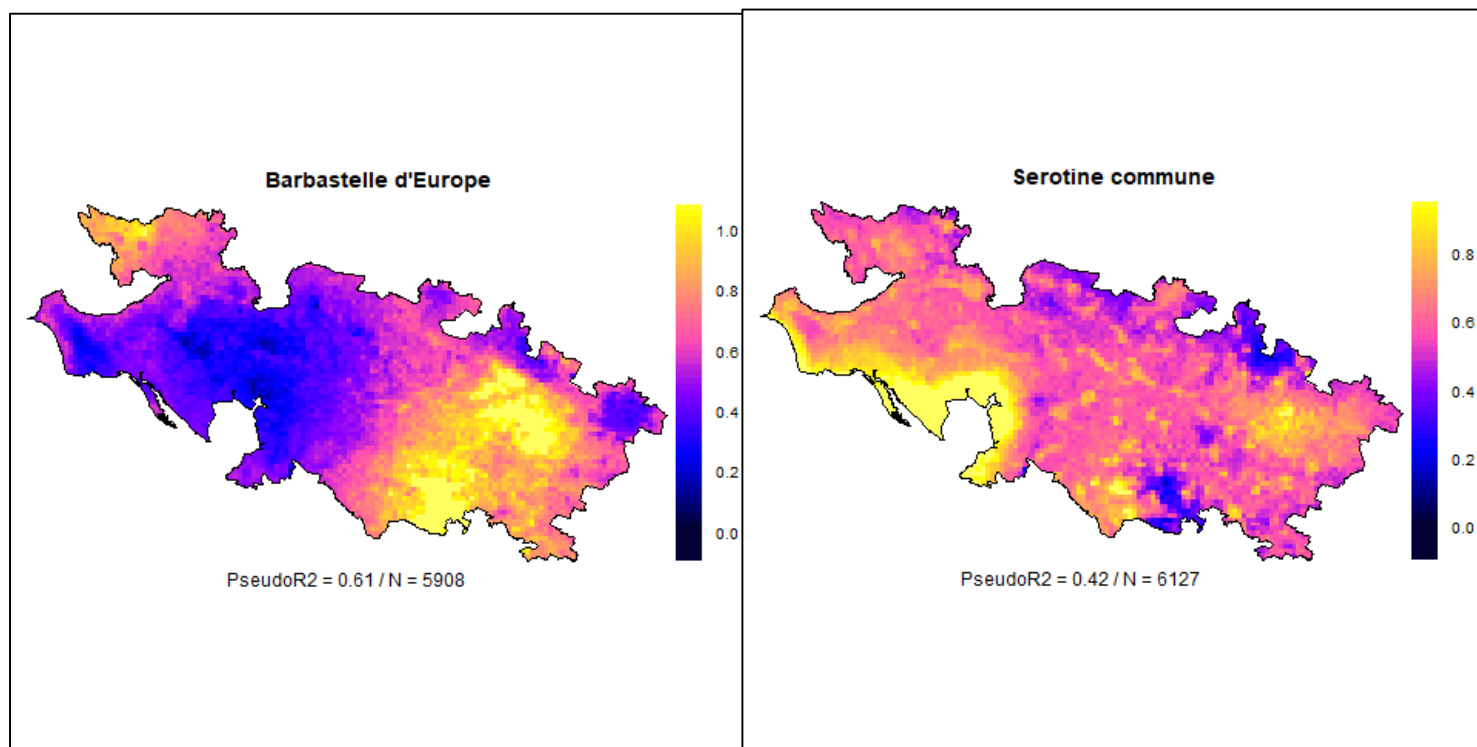 Barbastelle d'Europe
1.0
0.8
0.6
0.4
0.2
0.0
PseudoR2 = 0.61 / N = 5908
Serotine commune
0.8
0.6
0.4
0.2
0.0
PseudoR2 = 0.42 / N = 6127